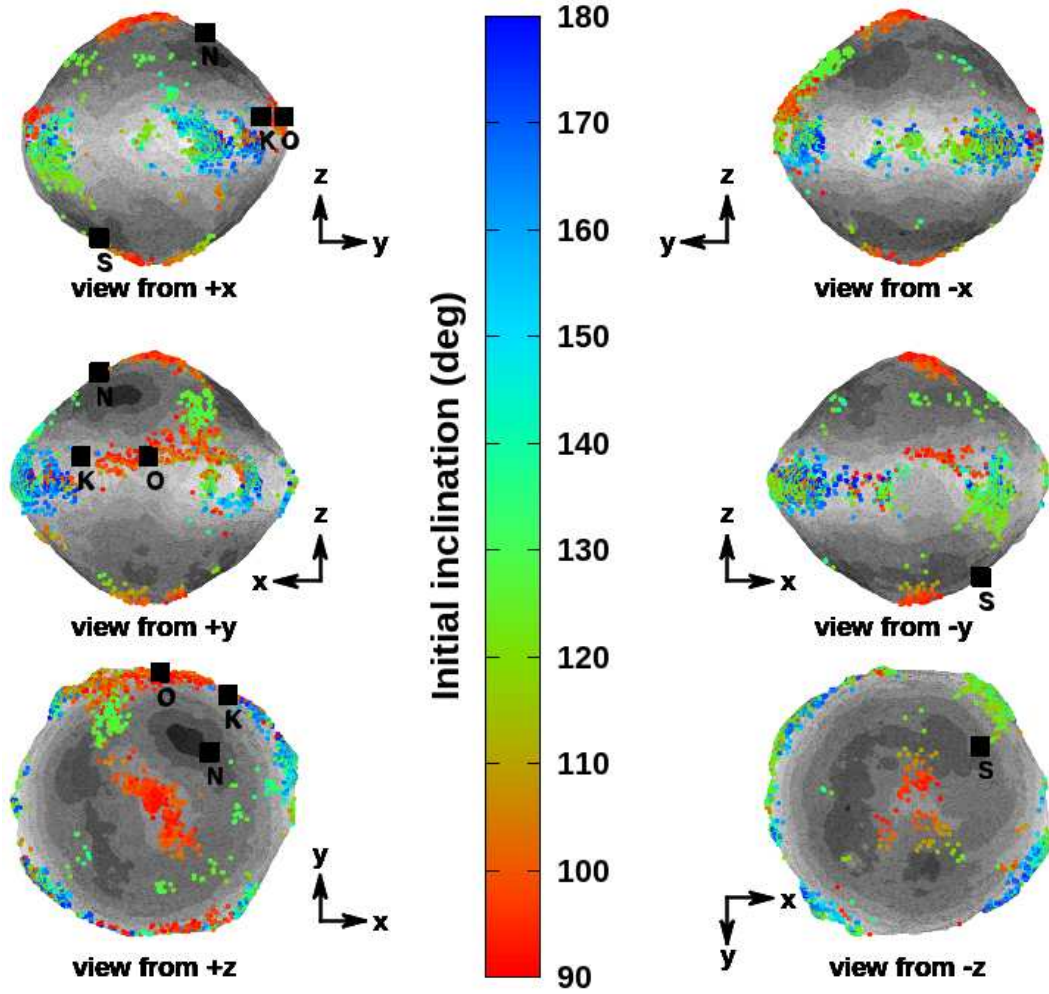 N
K O
S
z
y
view from +x
180
170
160
150
140
130
120
110
100
90
Initial inclination (deg)
z
y
view from -x
N
K
O
z
x
view from +y
z
x
S
view from -y
O
K
N
y
x
view from +z
S
x
y
view from -z